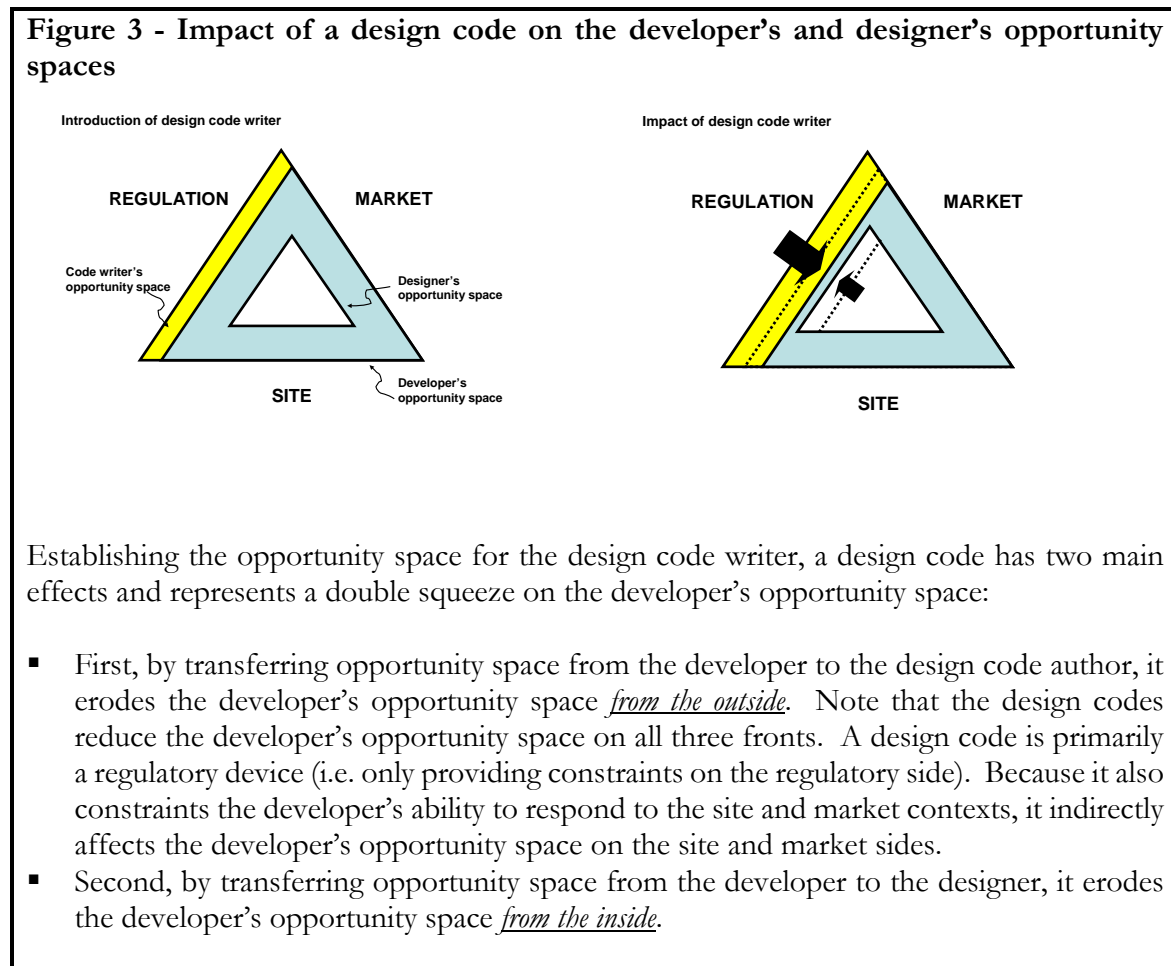 Figure 3 - Impact of a design code on the developer’s and designer’s opportunity
spaces
Introduction of design code writer
REGULATION
MARKET
Code writer’s
opportunity space
Designer’s
opportunity space
SITE
Developer’s
opportunity space
Impact of design code writer
REGULATION
MARKET
SITE
Establishing the opportunity space for the design code writer, a design code has two main
effects and represents a double squeeze on the developer’s opportunity space:
▪ First, by transferring opportunity space from the developer to the design code author, it
erodes the developer’s opportunity space from the outside. Note that the design codes
reduce the developer’s opportunity space on all three fronts. A design code is primarily
a regulatory device (i.e. only providing constraints on the regulatory side). Because it also
constraints the developer’s ability to respond to the site and market contexts, it indirectly
affects the developer’s opportunity space on the site and market sides.
▪ Second, by transferring opportunity space from the developer to the designer, it erodes
the developer’s opportunity space from the inside.